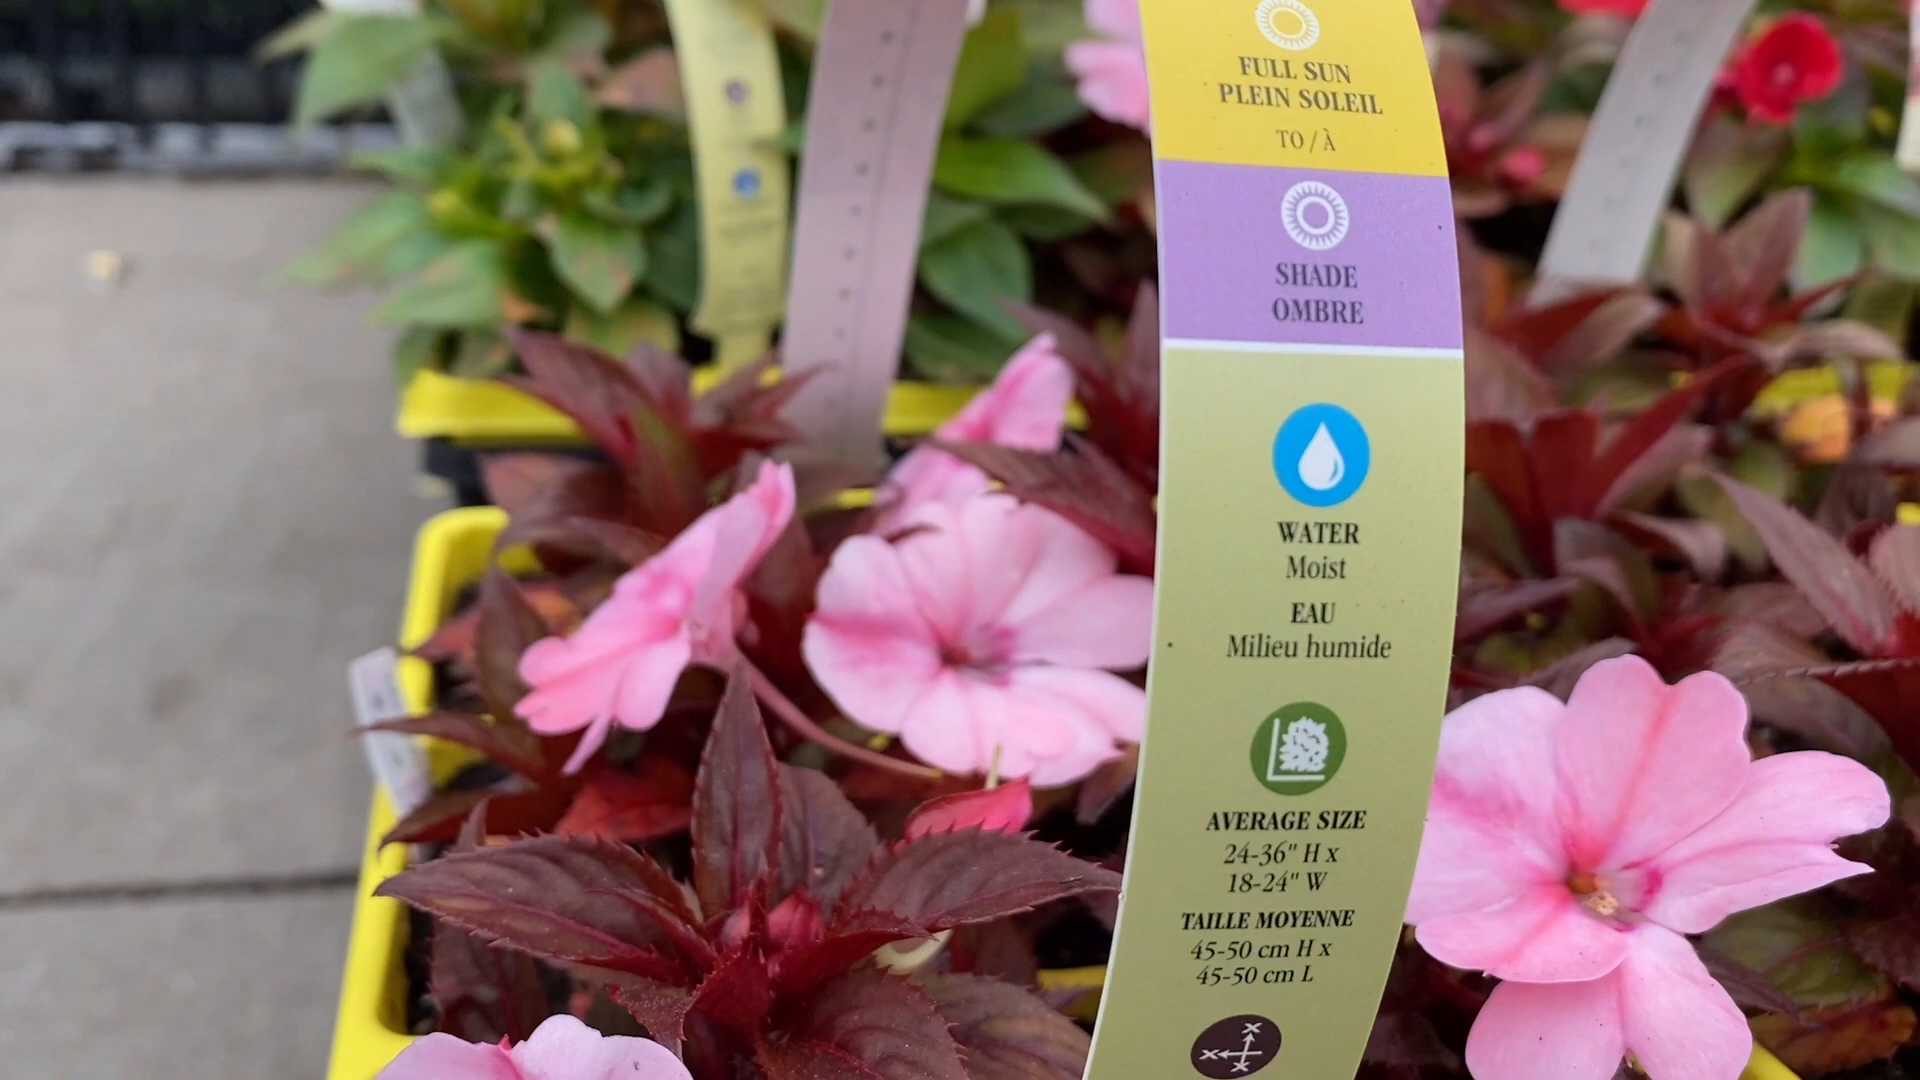 FULL SUN
PLEIN SOLEIL
TO / À
SHADE
OMBRE
WATER
Moist
EAU
Milieu humide
AVERAGE SIZE
24-36" H x
18-24" W
TAILLE MOYENNE
45-50 cm H x
45-50 cm L